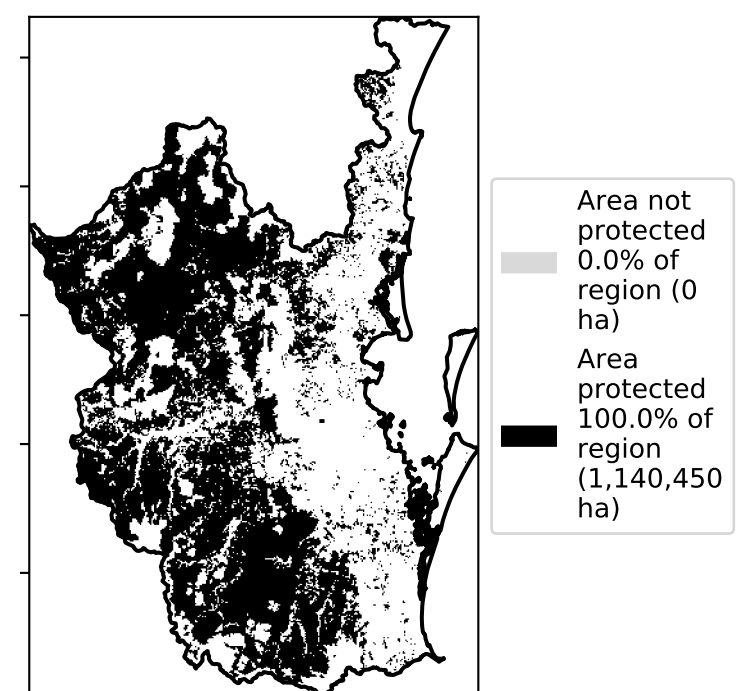 Area not
protected
0.0% of
region (0
ha)
Area
protected
100.0% of
region
(1,140,450
ha)